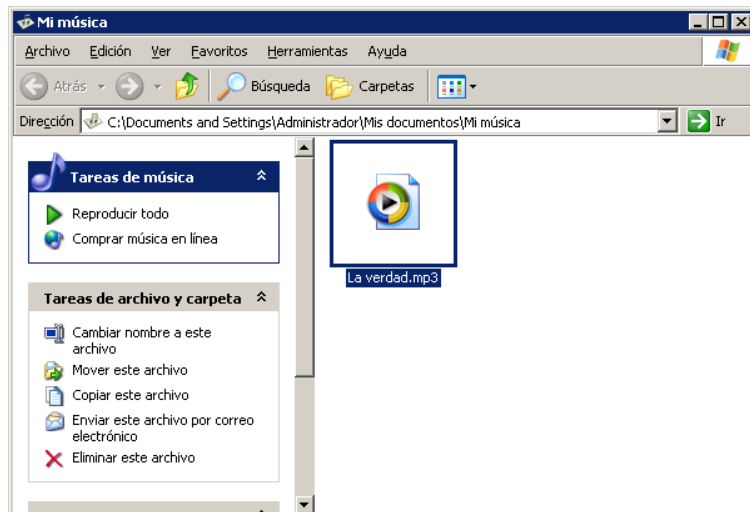 Mi música
Archivo Edición Ver Favoritos Herramientas Ayuda
Atrás Búsqueda Carpetas
Dirección C:\Documents and Settings\Administrador\Mis documentos\Mi música Ir
Tareas de música
Reproducir todo
Comprar música en línea
Tareas de archivo y carpeta
Cambiar nombre a este
archivo
Mover este archivo
Copiar este archivo
Enviar este archivo por correo
electrónico
Eliminar este archivo
La verdad.mp3